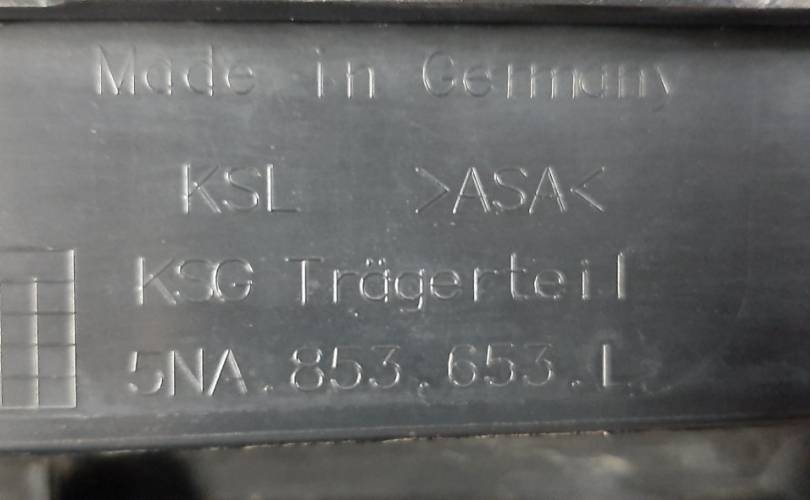 Made in Germany
KSL >ASA<
KSG Trägerteil
5NA.853.653.L